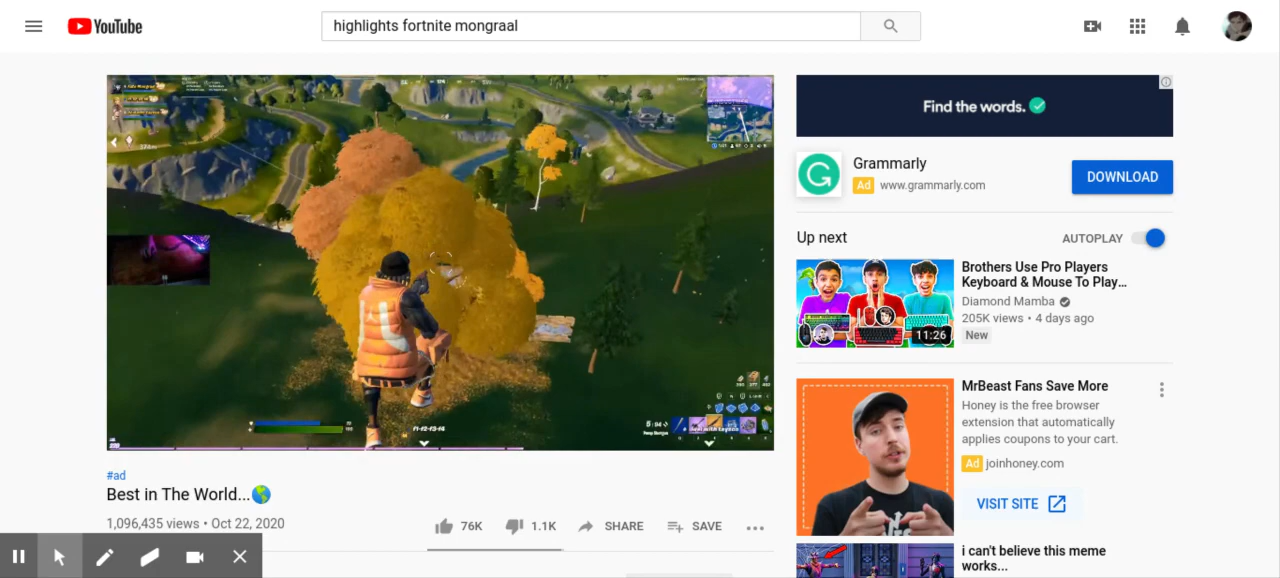 YouTube
highlights fortnite mongraal
Find the words.
Grammarly
Ad www.grammarly.com
DOWNLOAD
Up next
AUTOPLAY
11:26
Brothers Use Pro Players
Keyboard & Mouse To Play...
Diamond Mamba
205K views • 4 days ago
New
MrBeast Fans Save More
Honey is the free browser
extension that automatically
applies coupons to your cart.
Ad joinhoney.com
VISIT SITE
i can't believe this meme
works...
#ad
Best in The World...
1,096,435 views • Oct 22, 2020
76K
1.1K
SHARE
SAVE